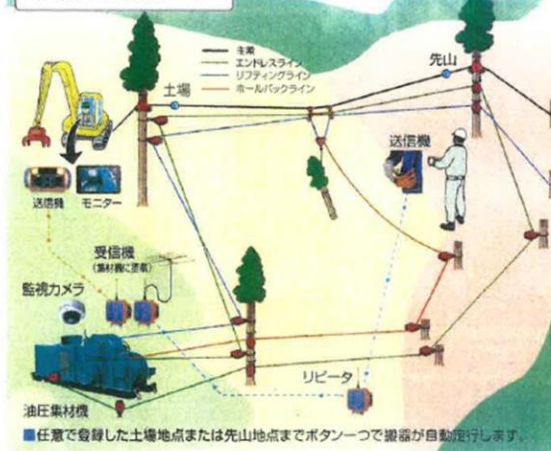 主索
エンドレスライン
リフティングライン
ホールバックライン
先山
土場
送信機
送信機
モニター
受信機
(集材機に搭載)
監視カメラ
リピータ
油圧集材機
■任意で登録した土場地点または先山地点までボタン一つで搬器が自動走行します。